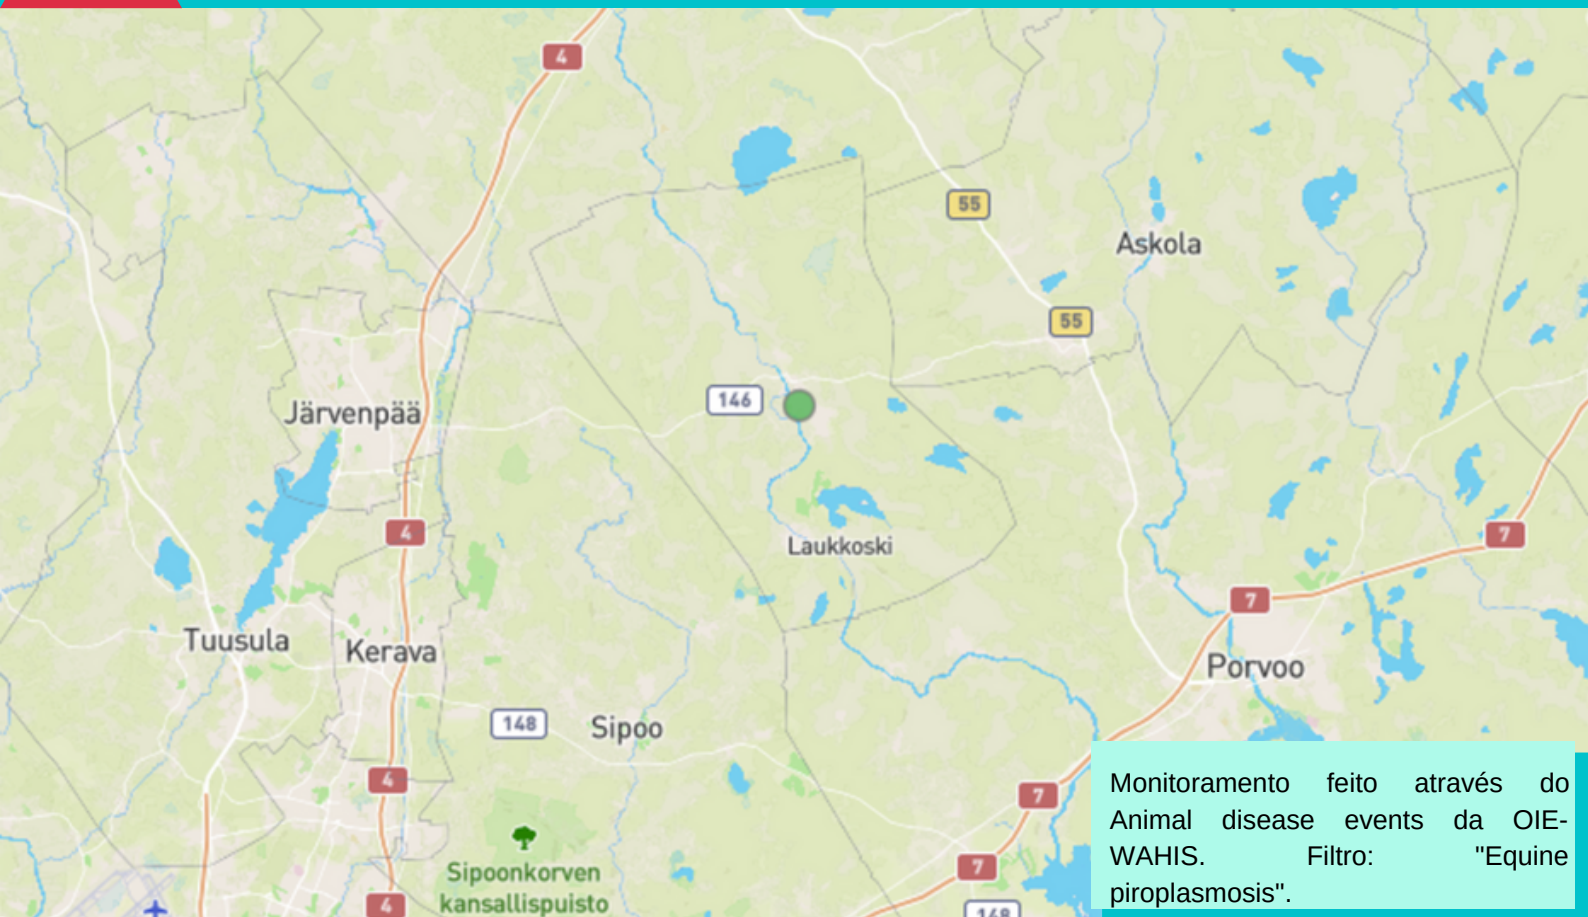 4
55
Askola
55
146
Järvenpää
4
Laukkoski
7
7
Tuusula
Kerava
Porvoo
148
Sipoo
4
7
Monitoramento feito através do
Animal disease events da OIE-
WAHIS. Filtro: "Equine
piroplasmosis".
7
Sipoonkorven
kansallispuisto
4
148